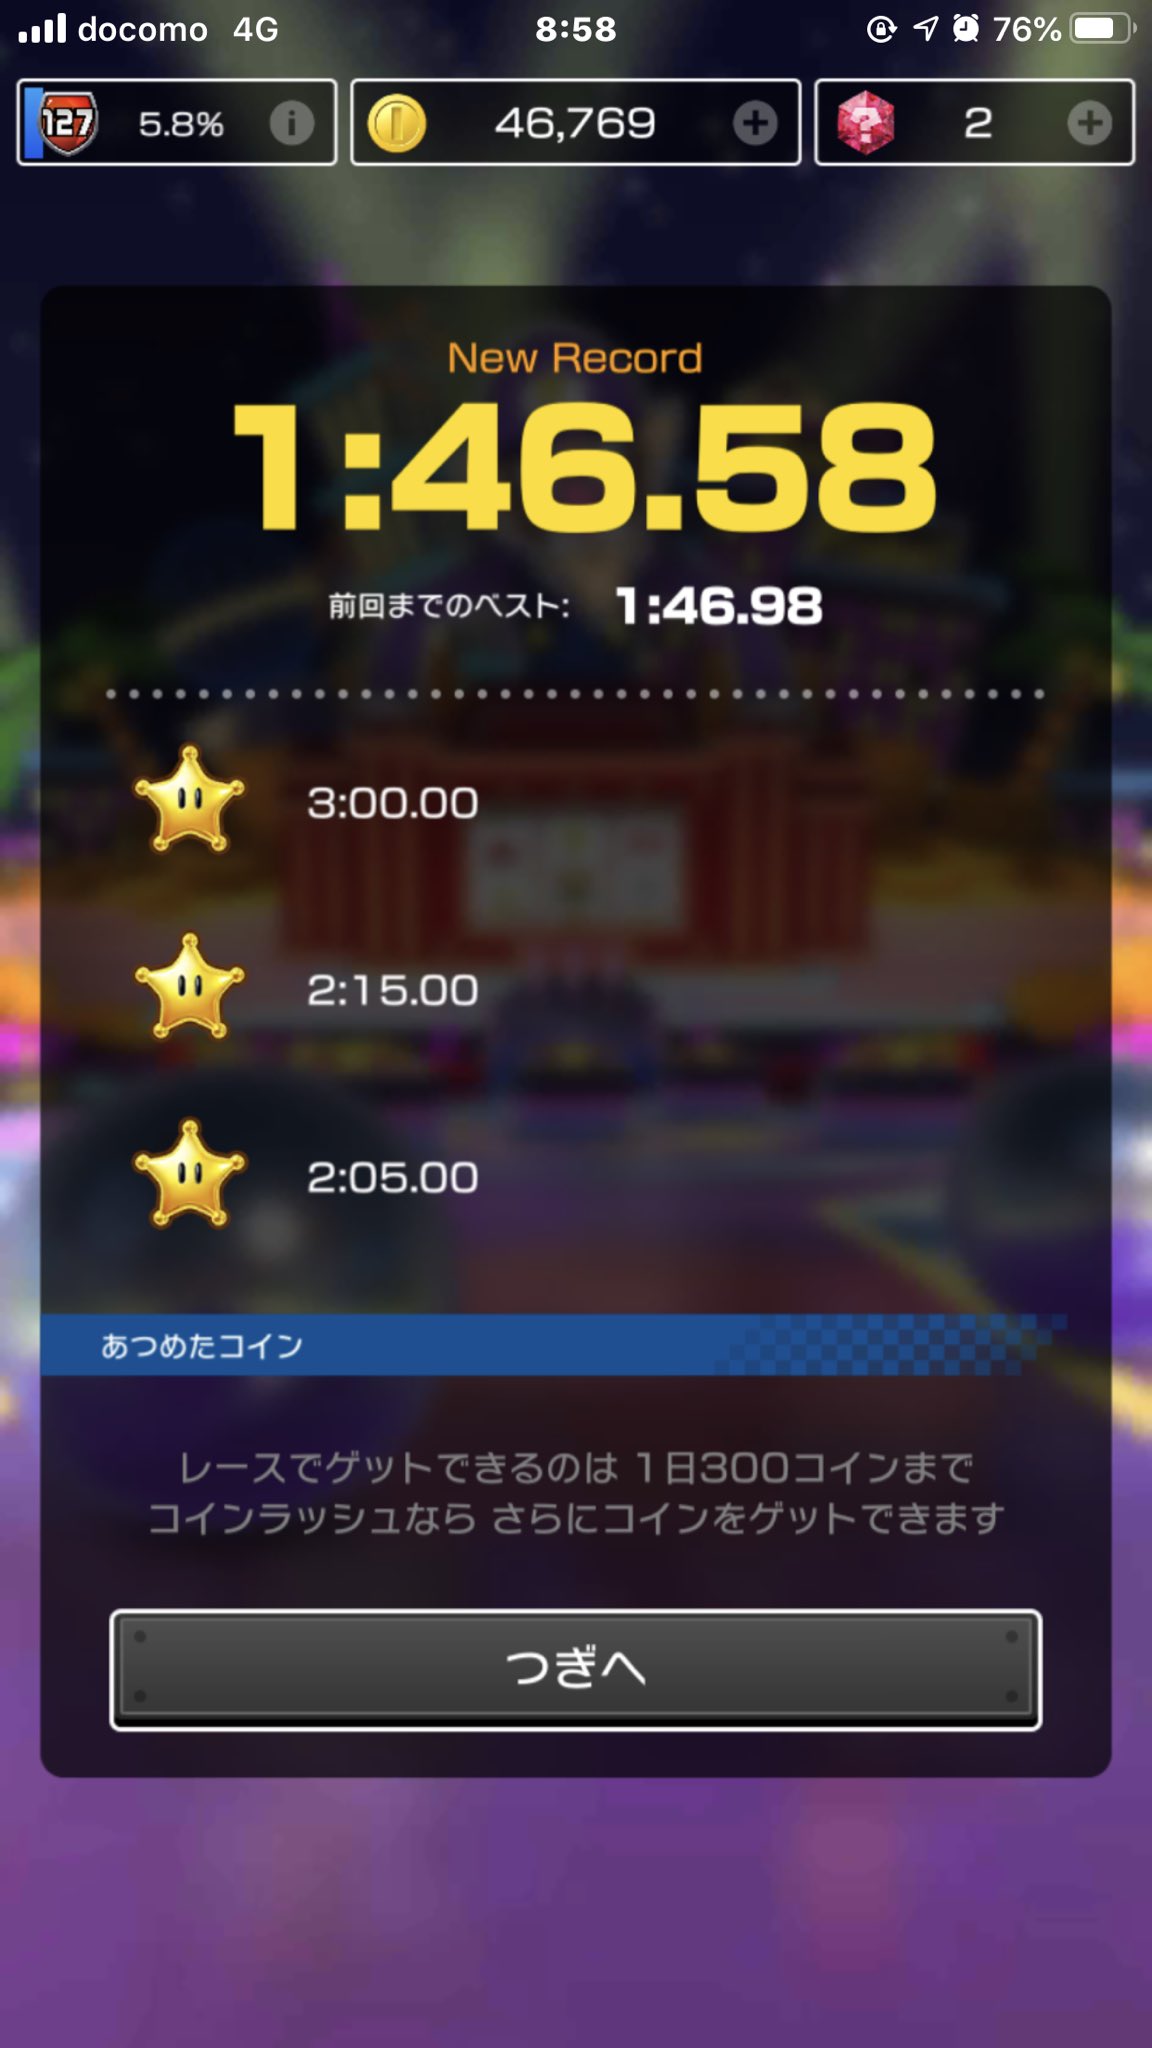 docomo 4G 8:58 76%
127 5.8% i 46,769 + ? 2 +
New Record
1:46.58
前回までのベスト: 1:46.98
3:00.00
2:15.00
2:05.00
あつめたコイン
レースでゲットできるのは 1日300コインまで
コインラッシュなら さらにコインをゲットできます
つぎへ